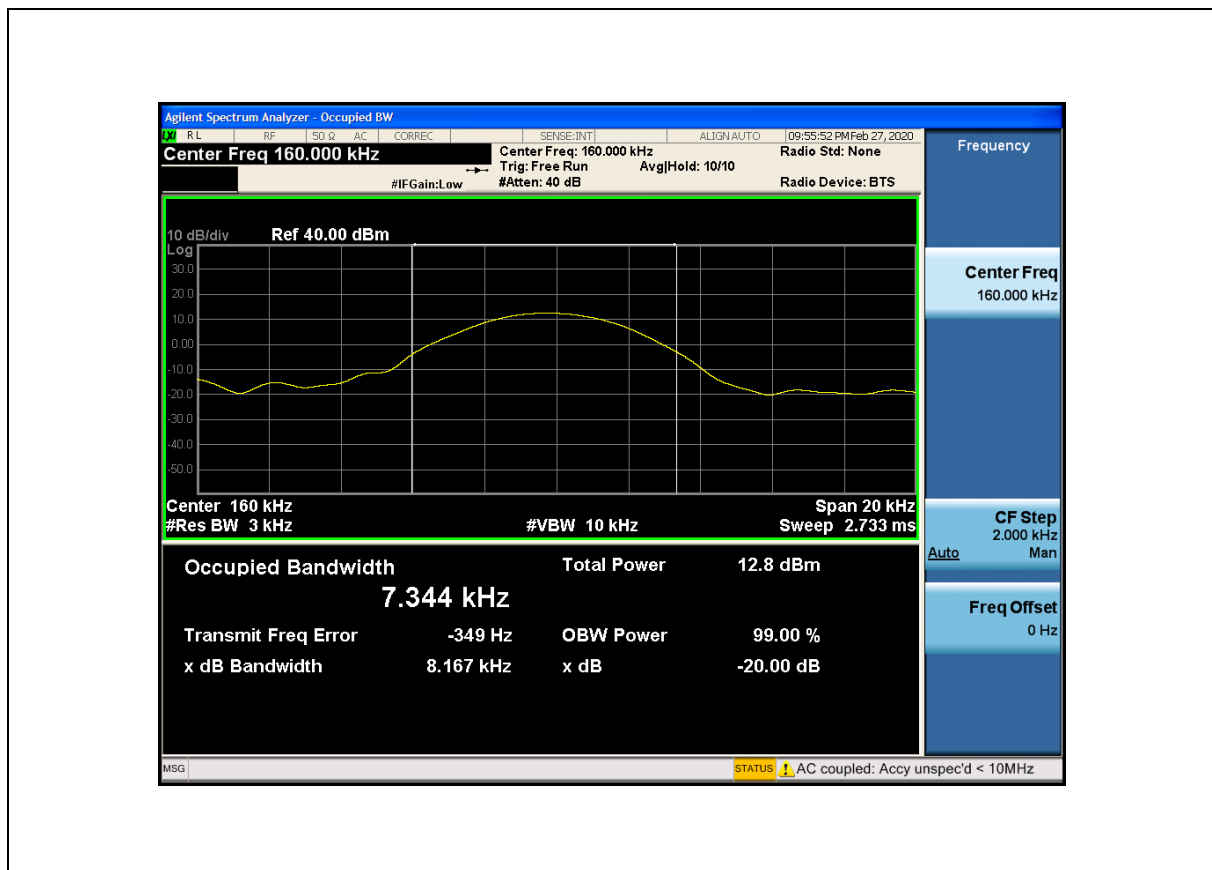 Agilent Spectrum Analyzer - Occupied BW
LXI RL RF 50 Ω AC CORREC SENSE:INT ALIGN AUTO 09:55:52 PM Feb 27, 2020
Center Freq 160.000 kHz Center Freq: 160.000 kHz Radio Std: None
Trig: Free Run Avg|Hold: 10/10
#IFGain:Low #Atten: 40 dB Radio Device: BTS
10 dB/div Ref 40.00 dBm
Log
30.0
20.0
10.0
0.00
-10.0
-20.0
-30.0
-40.0
-50.0
Center 160 kHz Span 20 kHz
#Res BW 3 kHz #VBW 10 kHz Sweep 2.733 ms
Occupied Bandwidth Total Power 12.8 dBm
7.344 kHz
Transmit Freq Error -349 Hz OBW Power 99.00 %
x dB Bandwidth 8.167 kHz x dB -20.00 dB
Frequency
Center Freq
160.000 kHz
CF Step
2.000 kHz
Auto Man
Freq Offset
0 Hz
MSG STATUS AC coupled: Accy unspec'd < 10MHz